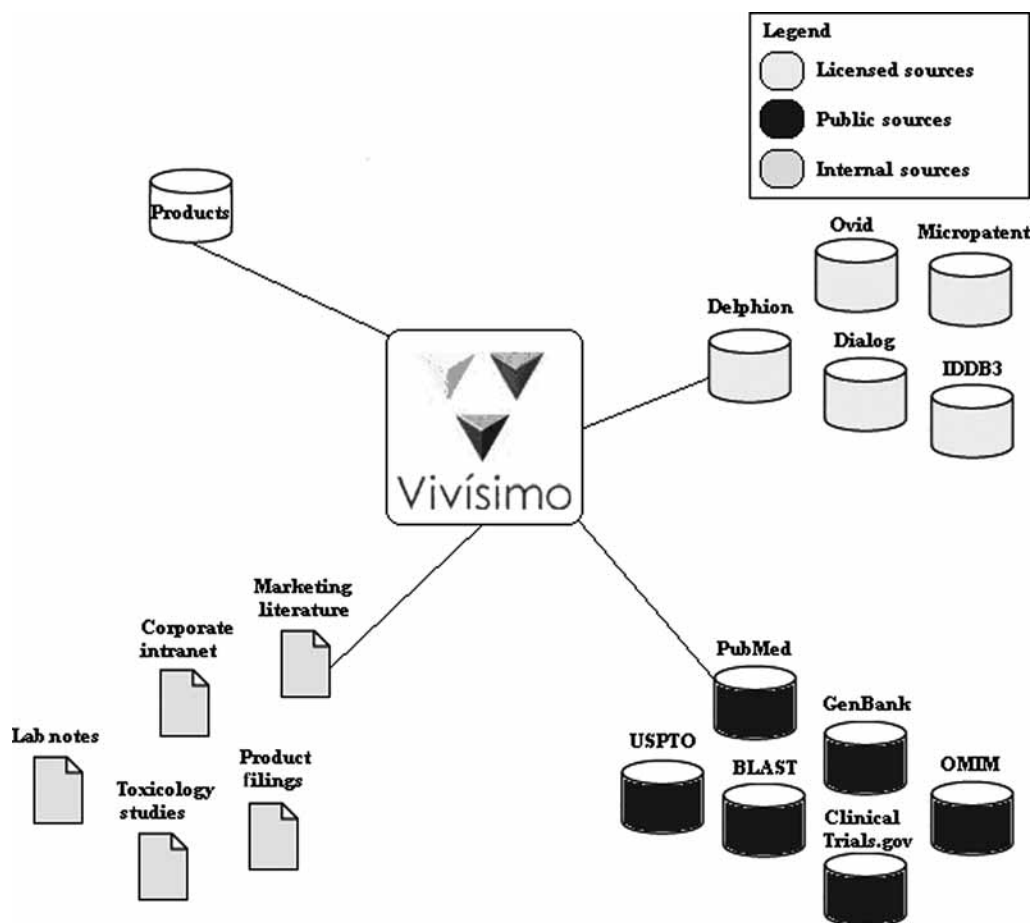 Legend
Licensed sources
Public sources
Internal sources
Products
Ovid
Micropatent
Delphion
Dialog
IDDB3
Vivísimo
Marketing
literature
Corporate
intranet
Lab notes
Toxicology
studies
Product
filings
PubMed
GenBank
USPTO
BLAST
OMIM
Clinical
Trials.gov